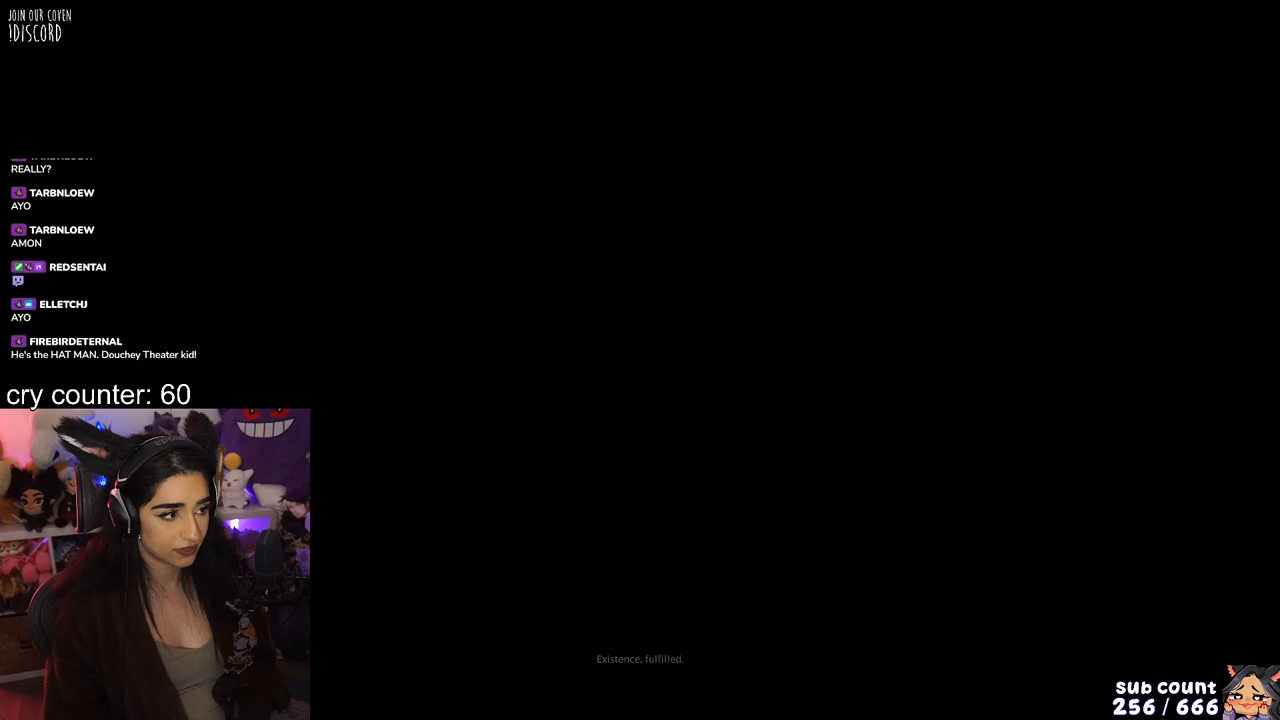 JOIN OUR COVEN
!DISCORD
REALLY?
TARBNLOEW
AYO
TARBNLOEW
AMON
REDSENTAI
ELLETCHJ
AYO
FIREBIRDETERNAL
He's the HAT MAN. Douchey Theater kid!
cry counter: 60
Existence, fulfilled.
sub count
256 / 666